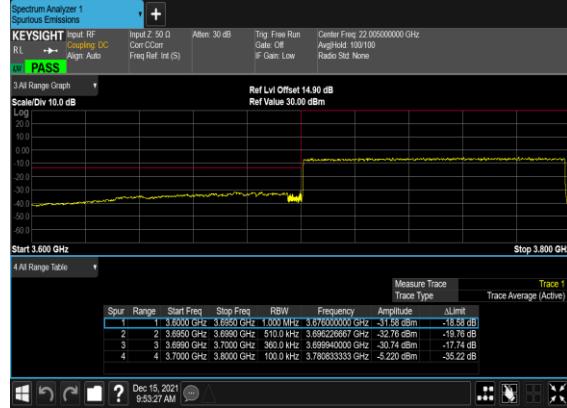 Spectrum Analyzer 1
Spurious Emissions
+
KEYSIGHT Input: RF Input Z: 50 Ω Atten: 30 dB Trig: Free Run Center Freq: 22.005000000 GHz
RL Coupling: DC Corr CCorr Gate: Off Avg|Hold: 100/100
Align: Auto Freq Ref: Int (S) IF Gain: Low Radio Std: None
LW PASS
3 All Range Graph
Ref Lvl Offset 14.90 dB
Scale/Div 10.0 dB Ref Value 30.00 dBm
Log
20.0
10.0
0.00
-10.0
-20.0
-30.0
-40.0
-50.0
-60.0
Start 3.600 GHz Stop 3.800 GHz
4 All Range Table
Measure Trace Trace 1
Trace Type Trace Average (Active)
Spur Range Start Freq Stop Freq RBW Frequency Amplitude ΔLimit
1 1 3.6000 GHz 3.6950 GHz 1.000 MHz 3.676000000 GHz -31.58 dBm -18.58 dB
2 2 3.6950 GHz 3.6990 GHz 510.0 kHz 3.696226667 GHz -32.76 dBm -19.76 dB
3 3 3.6990 GHz 3.7000 GHz 360.0 kHz 3.699940000 GHz -30.74 dBm -17.74 dB
4 4 3.7000 GHz 3.8000 GHz 100.0 kHz 3.780833333 GHz -5.220 dBm -35.22 dB
? Dec 15, 2021
9:53:27 AM